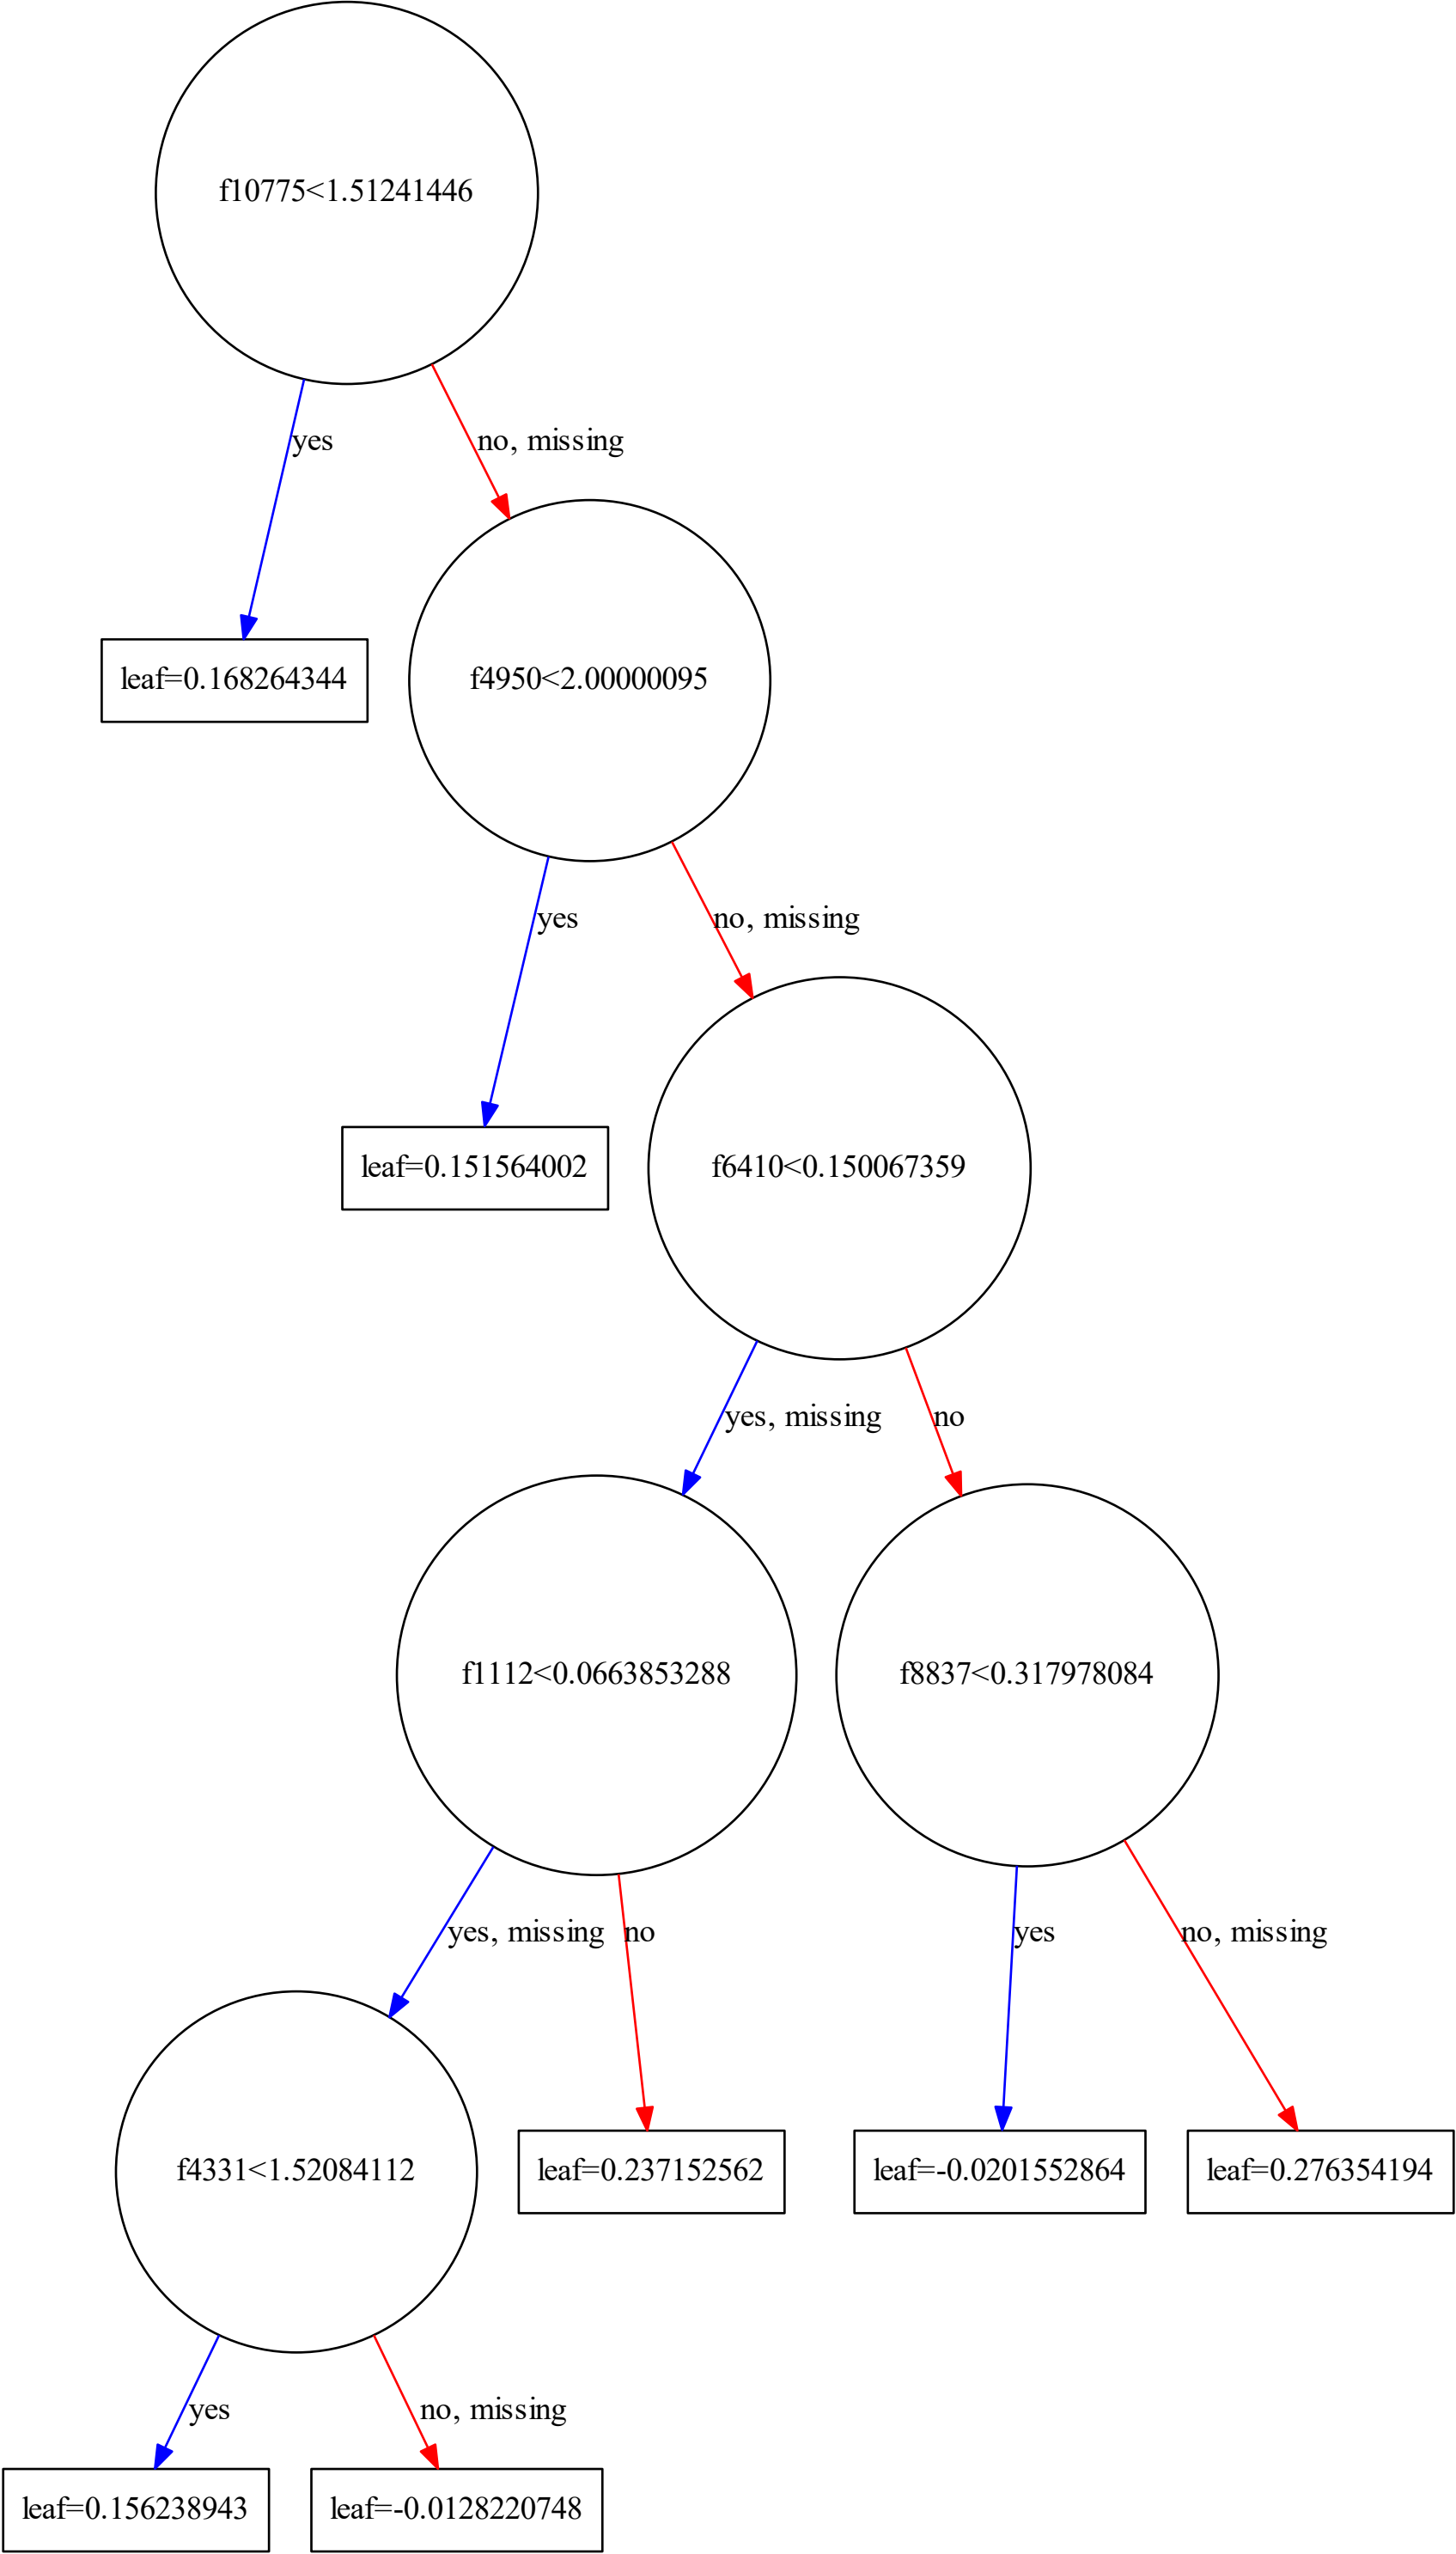 f10775<1.51241446
yes
no, missing
leaf=0.168264344
f4950<2.00000095
yes
no, missing
leaf=0.151564002
f6410<0.150067359
yes, missing
no
f1112<0.0663853288
f8837<0.317978084
yes, missing
no
yes
no, missing
f4331<1.52084112
leaf=0.237152562
leaf=-0.0201552864
leaf=0.276354194
yes
no, missing
leaf=0.156238943
leaf=-0.0128220748